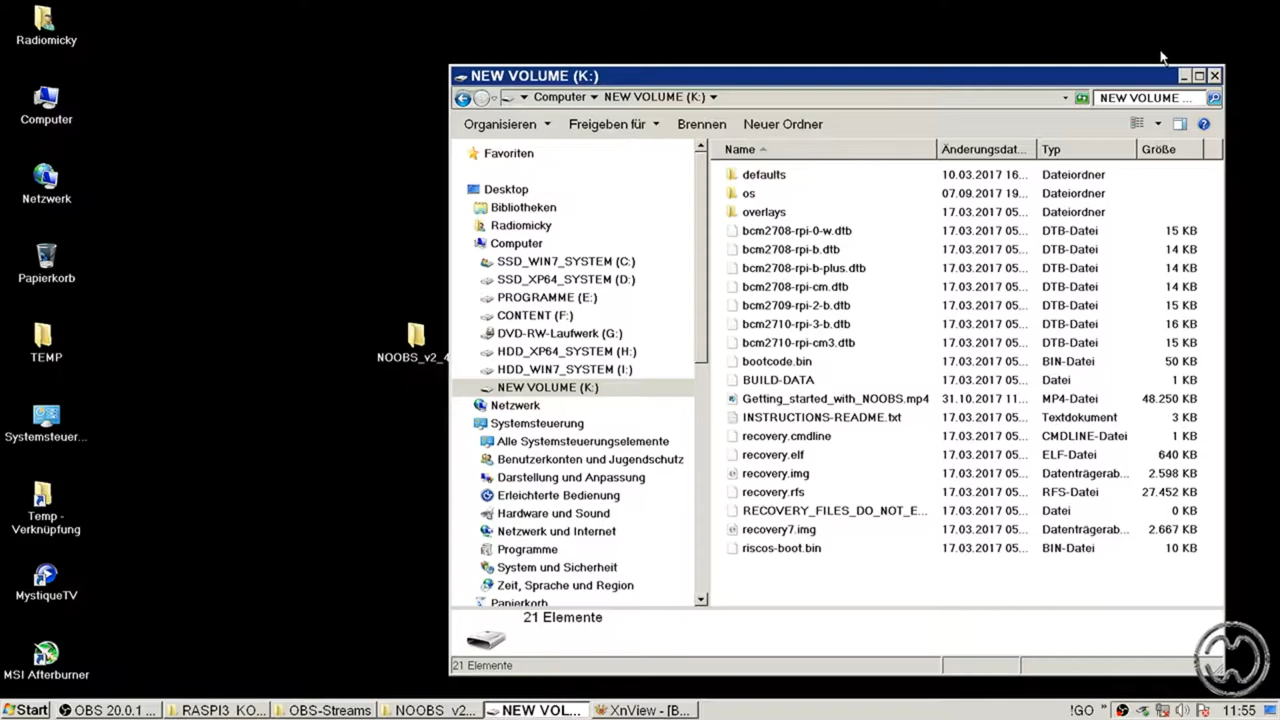 Radiomicky
Computer
Netzwerk
Papierkorb
TEMP
Systemsteuer...
Temp -
Verknüpfung
MystiqueTV
MSI Afterburner
NOOBS_v2_4
NEW VOLUME (K:)
Computer NEW VOLUME (K:)
NEW VOLUME ...
Organisieren Freigeben für Brennen Neuer Ordner
Favoriten
Desktop
Bibliotheken
Radiomicky
Computer
SSD_WIN7_SYSTEM (C:)
SSD_XP64_SYSTEM (D:)
PROGRAMME (E:)
CONTENT (F:)
DVD-RW-Laufwerk (G:)
HDD_XP64_SYSTEM (H:)
HDD_WIN7_SYSTEM (I:)
NEW VOLUME (K:)
Netzwerk
Systemsteuerung
Alle Systemsteuerungselemente
Benutzerkonten und Jugendschutz
Darstellung und Anpassung
Erleichterte Bedienung
Hardware und Sound
Netzwerk und Internet
Programme
System und Sicherheit
Zeit, Sprache und Region
Papierkorb
Name Änderungsdat... Typ Größe
defaults 10.03.2017 16... Dateiordner
os 07.09.2017 19... Dateiordner
overlays 17.03.2017 05... Dateiordner
bcm2708-rpi-0-w.dtb 17.03.2017 05... DTB-Datei 15 KB
bcm2708-rpi-b.dtb 17.03.2017 05... DTB-Datei 14 KB
bcm2708-rpi-b-plus.dtb 17.03.2017 05... DTB-Datei 14 KB
bcm2708-rpi-cm.dtb 17.03.2017 05... DTB-Datei 14 KB
bcm2709-rpi-2-b.dtb 17.03.2017 05... DTB-Datei 15 KB
bcm2710-rpi-3-b.dtb 17.03.2017 05... DTB-Datei 16 KB
bcm2710-rpi-cm3.dtb 17.03.2017 05... DTB-Datei 15 KB
bootcode.bin 17.03.2017 05... BIN-Datei 50 KB
BUILD-DATA 17.03.2017 05... Datei 1 KB
Getting_started_with_NOOBS.mp4 31.10.2017 11... MP4-Datei 48.250 KB
INSTRUCTIONS-README.txt 17.03.2017 05... Textdokument 3 KB
recovery.cmdline 17.03.2017 05... CMDLINE-Datei 1 KB
recovery.elf 17.03.2017 05... ELF-Datei 640 KB
recovery.img 17.03.2017 05... Datenträgerab... 2.598 KB
recovery.rfs 17.03.2017 05... RFS-Datei 27.452 KB
RECOVERY_FILES_DO_NOT_E... 17.03.2017 05... Datei 0 KB
recovery7.img 17.03.2017 05... Datenträgerab... 2.667 KB
riscos-boot.bin 17.03.2017 05... BIN-Datei 10 KB
21 Elemente
21 Elemente
Start OBS 20.0.1 ... RASPI3_KO... OBS-Streams NOOBS_v2... NEW VOL... XnView - [B... !GO » 11:55